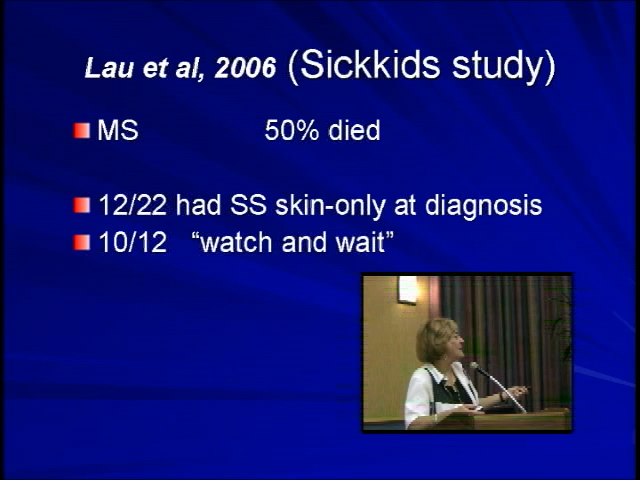 Lau et al, 2006 (Sickkids study)
MS 50% died
12/22 had SS skin-only at diagnosis
10/12 “watch and wait”